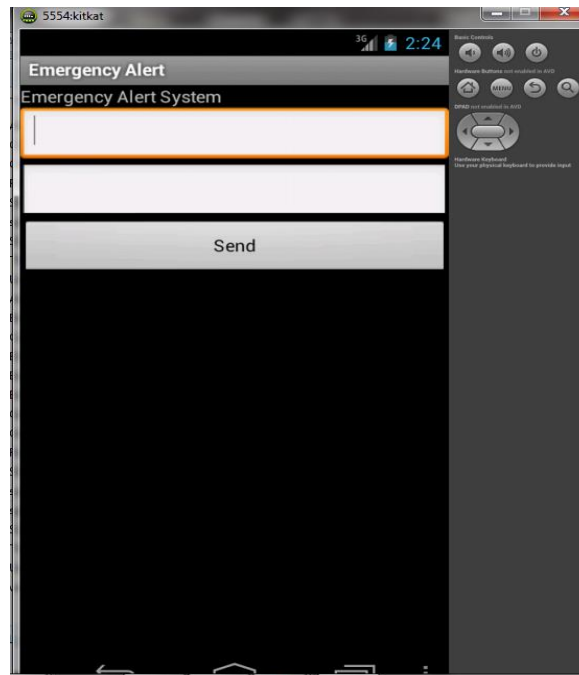 5554:kitkat
3G 2:24
Basic Controls
Emergency Alert
Hardware Buttons not enabled in AVD
MENU
Emergency Alert System
DPAD not enabled in AVD
Hardware Keyboard
Use your physical keyboard to provide input
Send